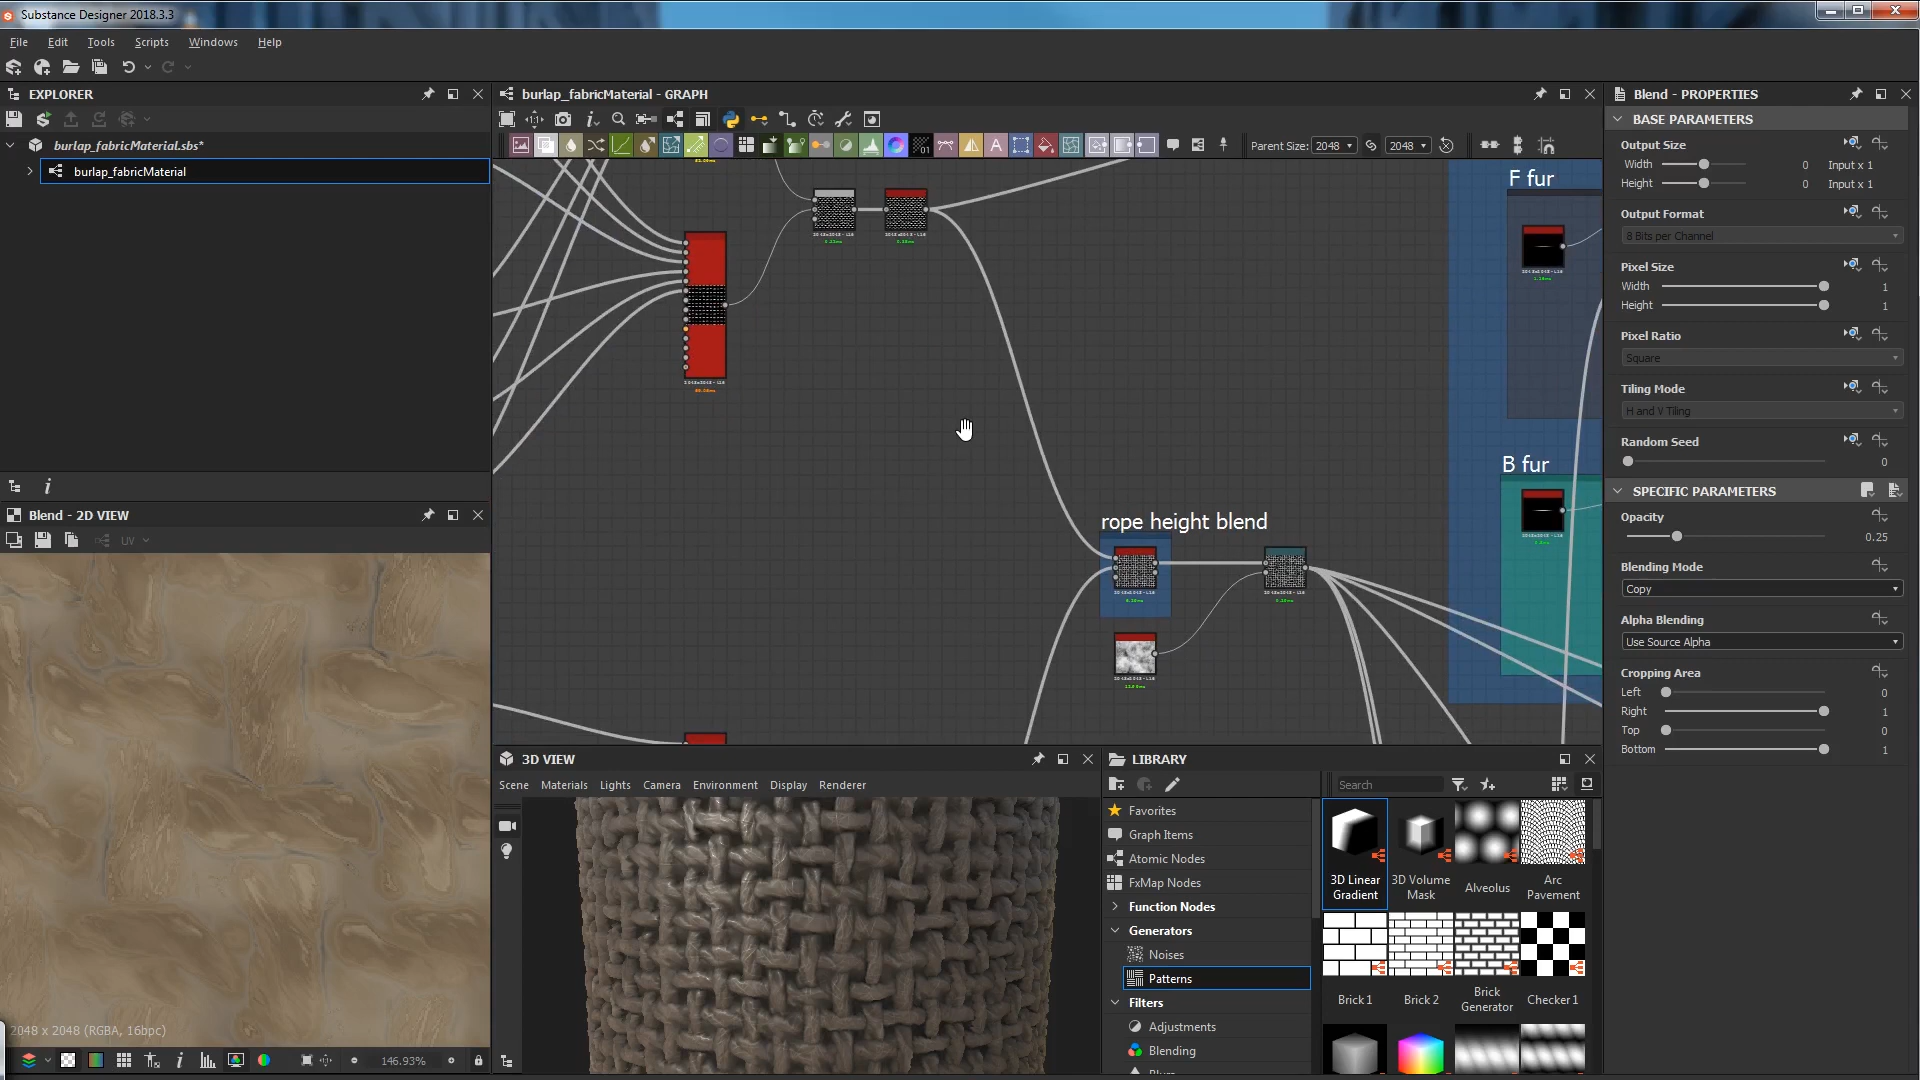 Substance Designer 2018.3.3
File Edit Tools Scripts Windows Help
EXPLORER
burlap_fabricMaterial.sbs*
burlap_fabricMaterial
Blend - 2D VIEW
UV
2048 x 2048 (RGBA, 16bpc)
146.93%
burlap_fabricMaterial - GRAPH
Parent Size: 2048 2048
F fur
B fur
rope height blend
3D VIEW
Scene Materials Lights Camera Environment Display Renderer
LIBRARY
Search
Favorites
Graph Items
Atomic Nodes
FxMap Nodes
Function Nodes
Generators
Noises
Patterns
Filters
Adjustments
Blending
3D Linear Gradient
3D Volume Mask
Alveolus
Arc Pavement
Brick 1
Brick 2
Brick Generator
Checker 1
Blend - PROPERTIES
BASE PARAMETERS
Output Size
Width 0 Input x 1
Height 0 Input x 1
Output Format
8 Bits per Channel
Pixel Size
Width 1
Height 1
Pixel Ratio
Square
Tiling Mode
H and V Tiling
Random Seed
0
SPECIFIC PARAMETERS
Opacity
0.25
Blending Mode
Copy
Alpha Blending
Use Source Alpha
Cropping Area
Left 0
Right 1
Top 0
Bottom 1